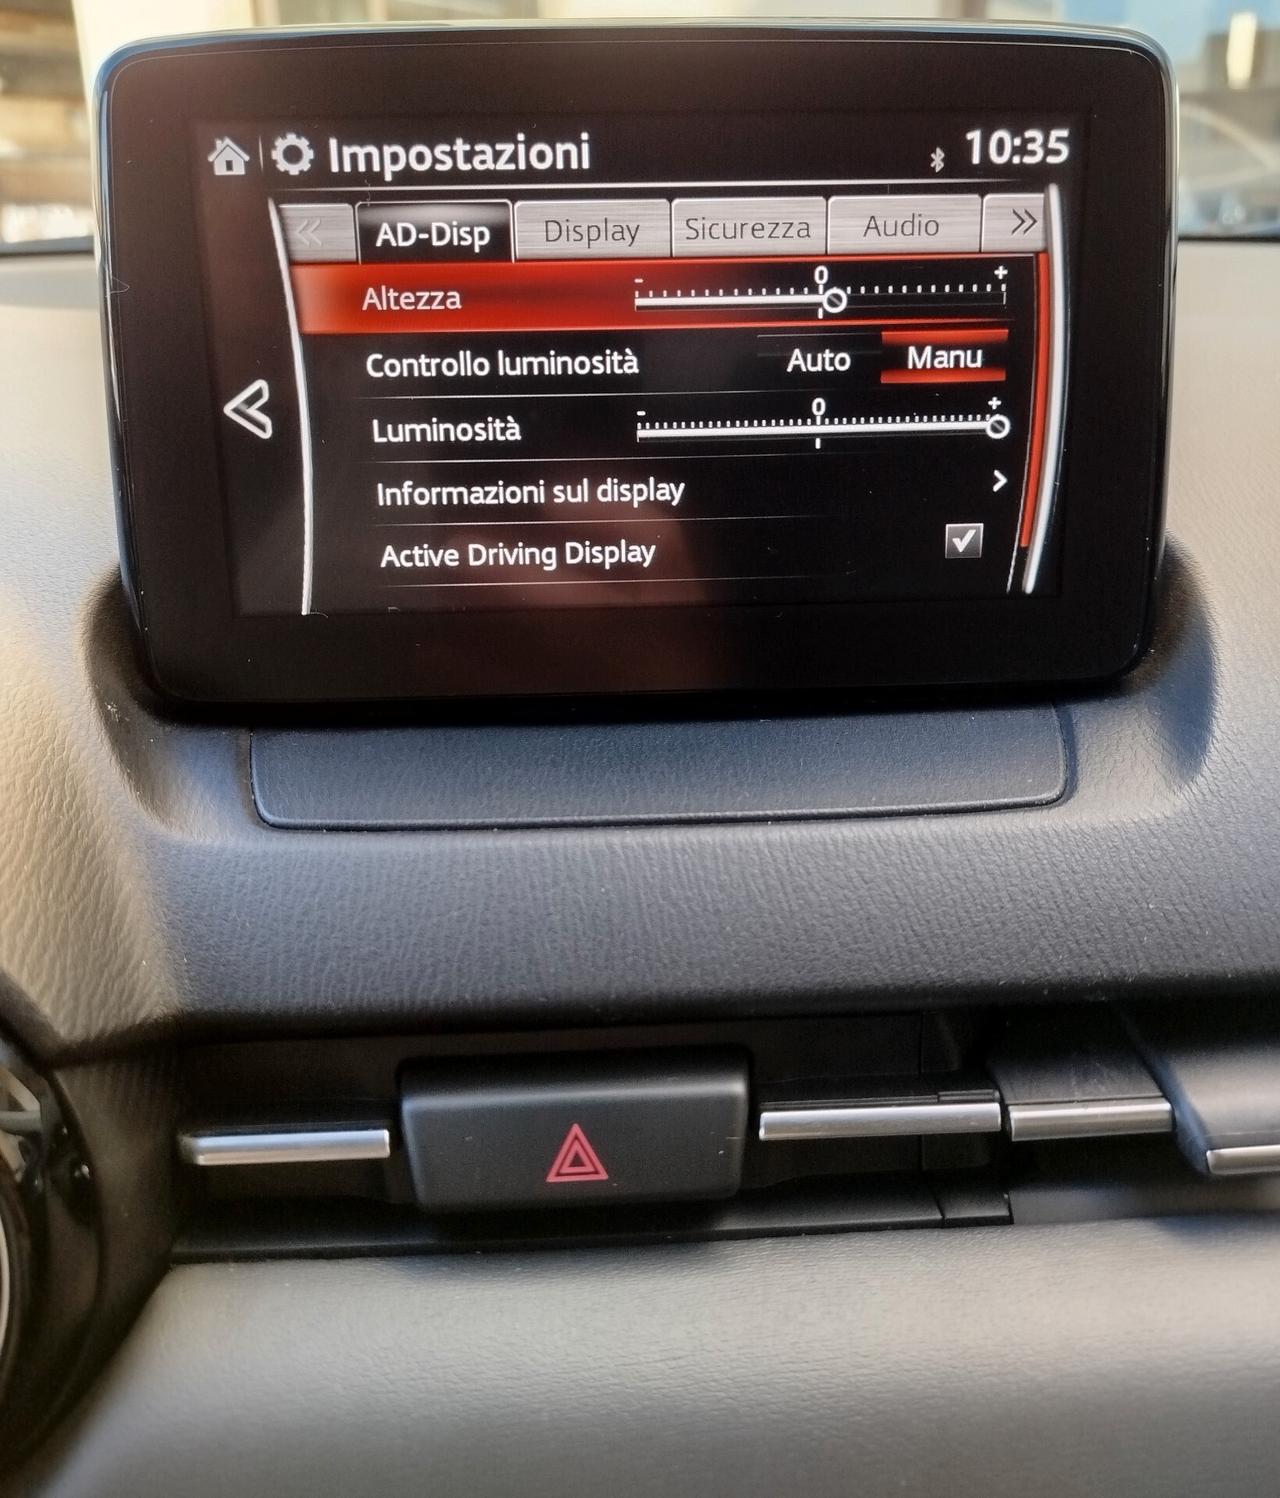 Impostazioni 10:35
AD-Disp Display Sicurezza Audio
Altezza - 0 +
Controllo luminosità Auto Manu
Luminosità - 0 +
Informazioni sul display
Active Driving Display